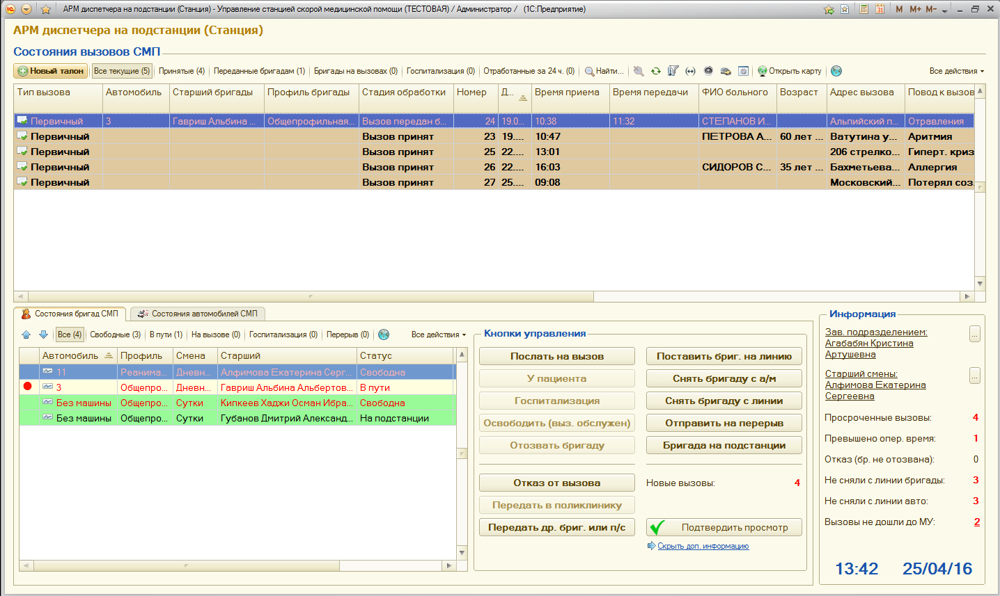 АРМ диспетчера на подстанции (Станция) - Управление станцией скорой медицинской помощи (ТЕСТОВАЯ) / Администратор / (1С:Предприятие)
M M+ M-
АРМ диспетчера на подстанции (Станция)
Состояния вызовов СМП
Новый талон Все текущие (5) Принятые (4) Переданные бригадам (1) Бригады на вызовах (0) Госпитализация (0) Отработанные за 24 ч. (0) Найти... Открыть карту Все действия
Тип вызова Автомобиль Старший бригады Профиль бригады Стадия обработки Номер Д... Время приема Время передачи ФИО больного Возраст Адрес вызова Повод к вызов
Первичный 3 Гавриш Альбина ... Общепрофильная... Вызов передан б... 24 19.0 10:38 11:32 СТЕПАНОВ И... Альпийский п... Отравления
Первичный Вызов принят 23 19.... 10:47 ПЕТРОВА А... 60 лет ... Ватутина у... Аритмия
Первичный Вызов принят 25 22.... 13:01 206 стрелко... Гиперт. криз
Первичный Вызов принят 26 22.... 16:03 СИДОРОВ С... 35 лет ... Бахметьева... Аллергия
Первичный Вызов принят 27 25.... 09:08 Московский... Потерял соз.
Состояния бригад СМП Состояния автомобилей СМП
Все (4) Свободные (3) В пути (1) На вызове (0) Госпитализация (0) Перерыв (0) Все действия
Автомобиль Профиль Смена Старший Статус
11 Реанима... Дневн... Алфимова Екатерина Серг... Свободна
3 Общепро... Дневн... Гавриш Альбина Альбертов... В пути
Без машины Общепро... Сутки Кипкеев Хаджи Осман Ибра... Свободна
Без машины Общепро... Сутки Губанов Дмитрий Александ... На подстанции
Кнопки управления
Послать на вызов Поставить бриг. на линию
У пациента Снять бригаду с а/м
Госпитализация Снять бригаду с линии
Освободить (выз. обслужен) Отправить на перерыв
Отозвать бригаду Бригада на подстанции
Отказ от вызова Новые вызовы: 4
Передать в поликлинику
Передать др. бриг. или п/с Подтвердить просмотр
Скрыть доп. информацию
Информация
Зав. подразделением: ...
Агабабян Кристина
Артушевна
Старший смены: ...
Алфимова Екатерина
Сергеевна
Просроченные вызовы: 4
Превышено опер. время: 1
Отказ (бр. не отозвана): 0
Не сняли с линии бригады: 3
Не сняли с линии авто: 3
Вызовы не дошли до МУ: 2
13:42 25/04/16